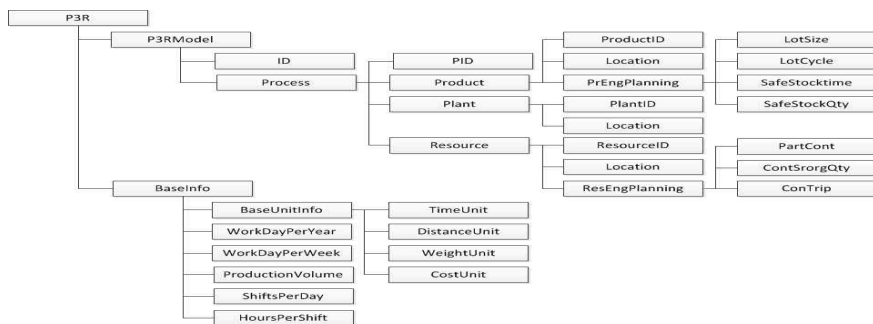 P3R
P3RModel
ProductID
LotSize
ID
PID
Location
LotCycle
Process
Product
PrEngPlanning
SafeStocktime
Plant
PlantID
SafeStockQty
Location
Resource
ResourceID
PartCont
Location
ContSrorgQty
BaseInfo
ResEngPlanning
ConTrip
BaseUnitInfo
TimeUnit
WorkDayPerYear
DistanceUnit
WorkDayPerWeek
WeightUnit
ProductionVolume
CostUnit
ShiftsPerDay
HoursPerShift